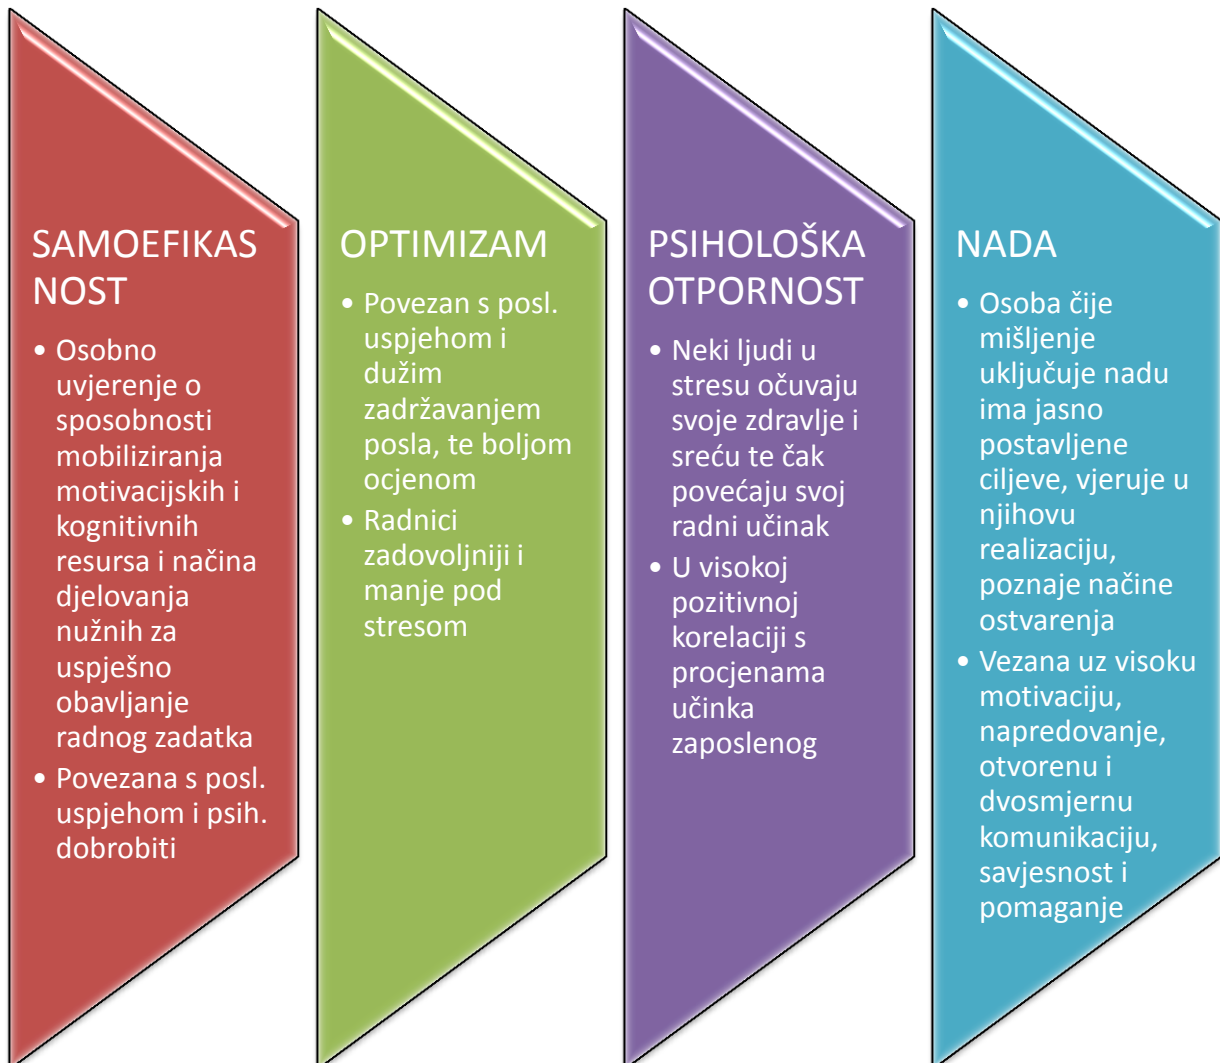 SAMOEFIKAS
NOST
• Osobno
uvjerenje o
sposobnosti
mobiliziranja
motivacijskih i
kognitivnih
resursa i načina
djelovanja
nužnih za
uspješno
obavljanje
radnog zadatka
• Povezana s posl.
uspjehom i psih.
dobrobiti
OPTIMIZAM
• Povezan s posl.
uspjehom i
dužim
zadržavanjem
posla, te boljom
ocjenom
• Radnici
zadovoljniji i
manje pod
stresom
PSIHOLOŠKA
OTPORNOST
• Neki ljudi u
stresu očuvaju
svoje zdravlje i
sreću te čak
povećaju svoj
radni učinak
• U visokoj
pozitivnoj
korelaciji s
procjenama
učinka
zaposlenog
NADA
• Osoba čije
mišljenje
uključuje nadu
ima jasno
postavljene
ciljeve, vjeruje u
njihovu
realizaciju,
poznaje načine
ostvarenja
• Vezana uz visoku
motivaciju,
napredovanje,
otvorenu i
dvosmjernu
komunikaciju,
savjesnost i
pomaganje